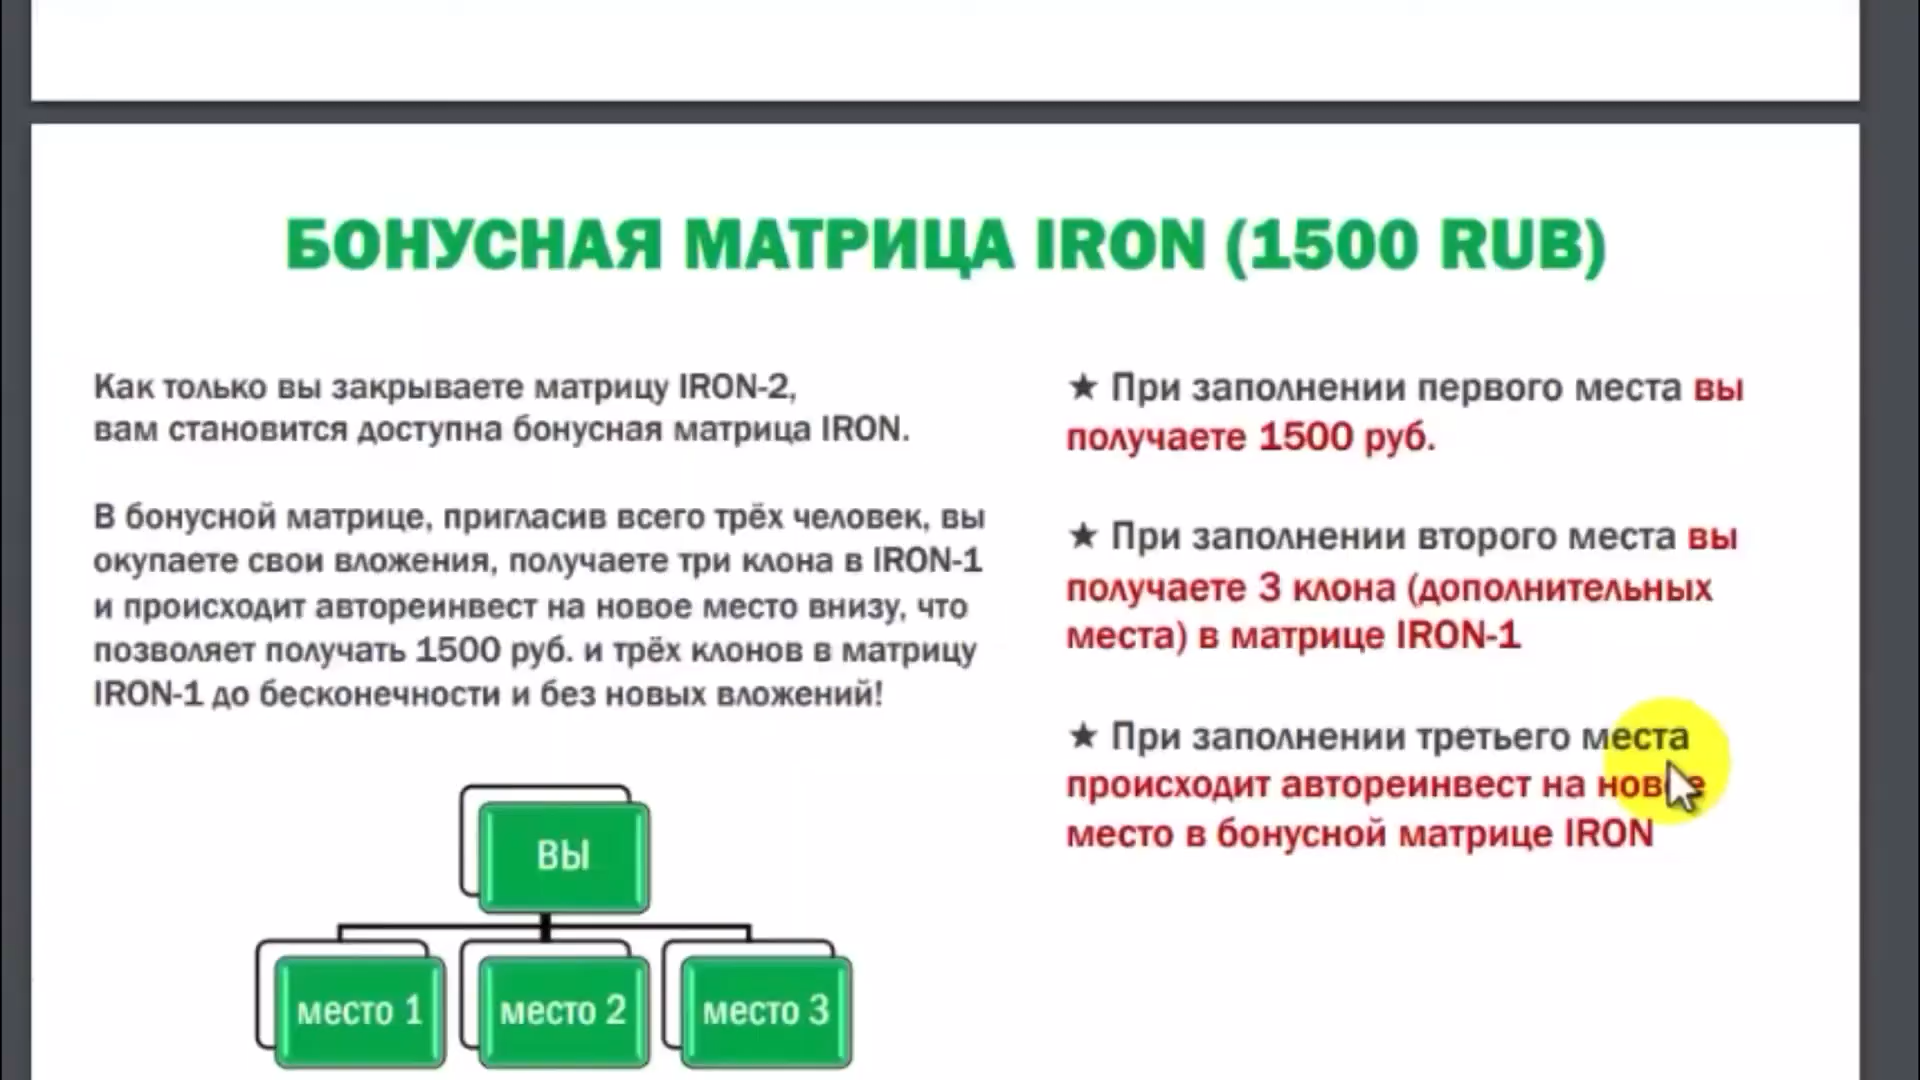 БОНУСНАЯ МАТРИЦА IRON (1500 RUB)
Как только вы закрываете матрицу IRON-2,
вам становится доступна бонусная матрица IRON.
В бонусной матрице, пригласив всего трёх человек, вы
окупаете свои вложения, получаете три клона в IRON-1
и происходит автореинвест на новое место внизу, что
позволяет получать 1500 руб. и трёх клонов в матрицу
IRON-1 до бесконечности и без новых вложений!
★ При заполнении первого места вы
получаете 1500 руб.
★ При заполнении второго места вы
получаете 3 клона (дополнительных
места) в матрице IRON-1
★ При заполнении третьего места
происходит автореинвест на новое
место в бонусной матрице IRON
ВЫ
место 1
место 2
место 3